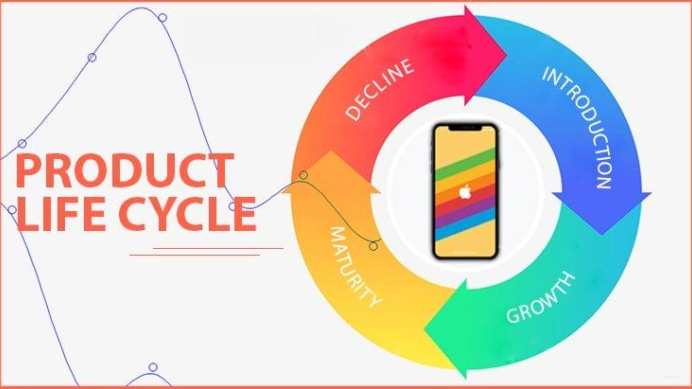 PRODUCT
LIFE CYCLE
INTRODUCTION
GROWTH
MATURITY
DECLINE